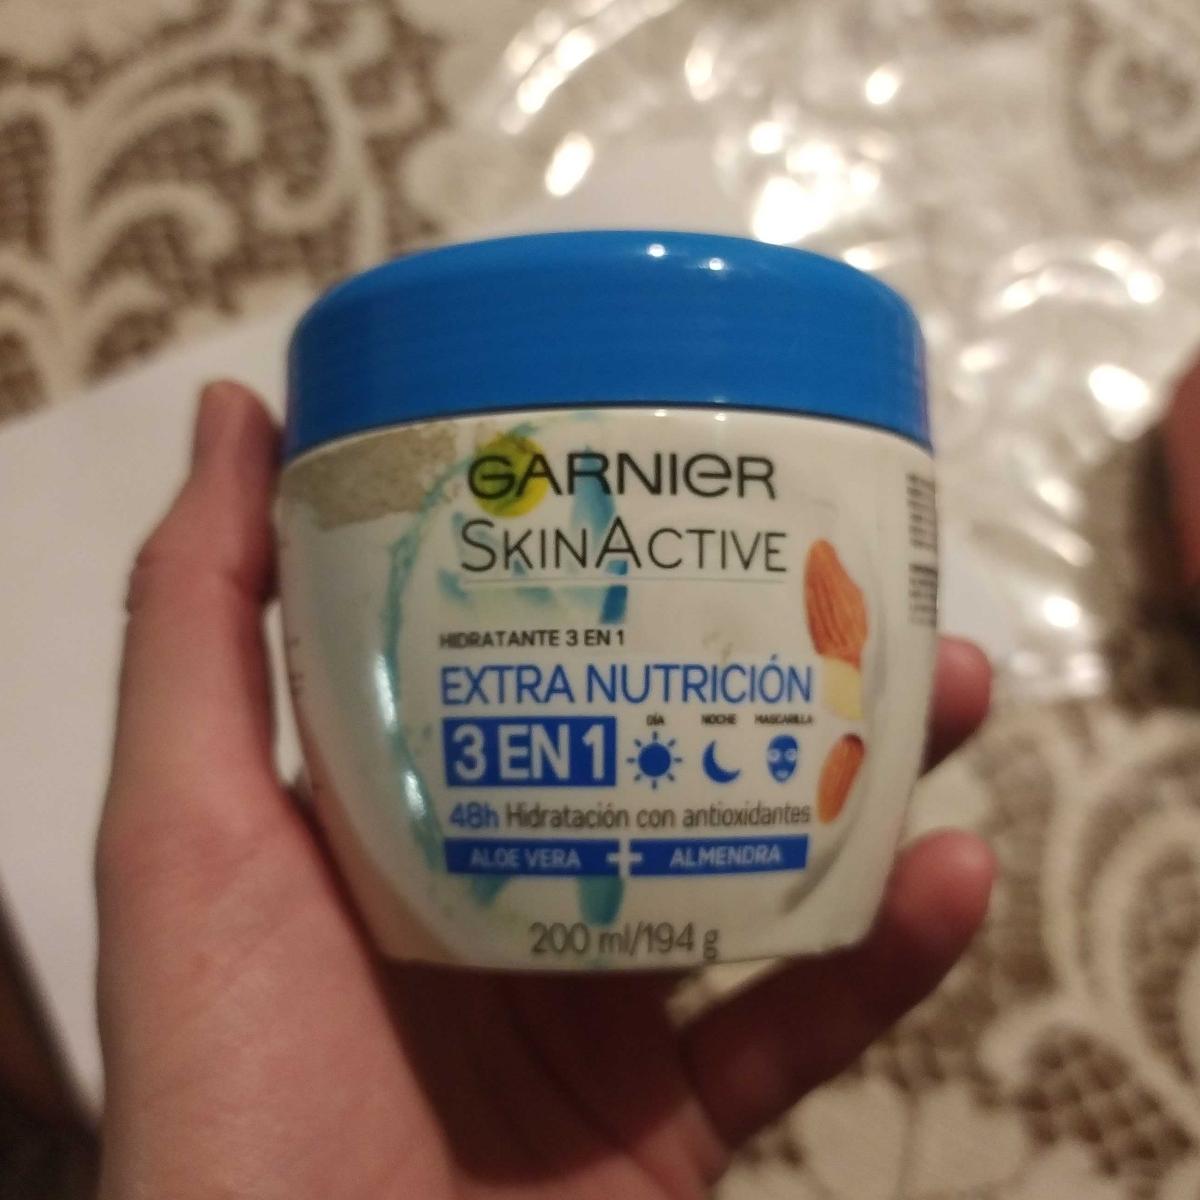 GARNIER
SKINACTIVE
HIDRATANTE 3 EN 1
EXTRA NUTRICIÓN
3 EN 1
DÍA NOCHE MASCARILLA
48h Hidratación con antioxidantes
ALOE VERA + ALMENDRA
200 ml/194 g